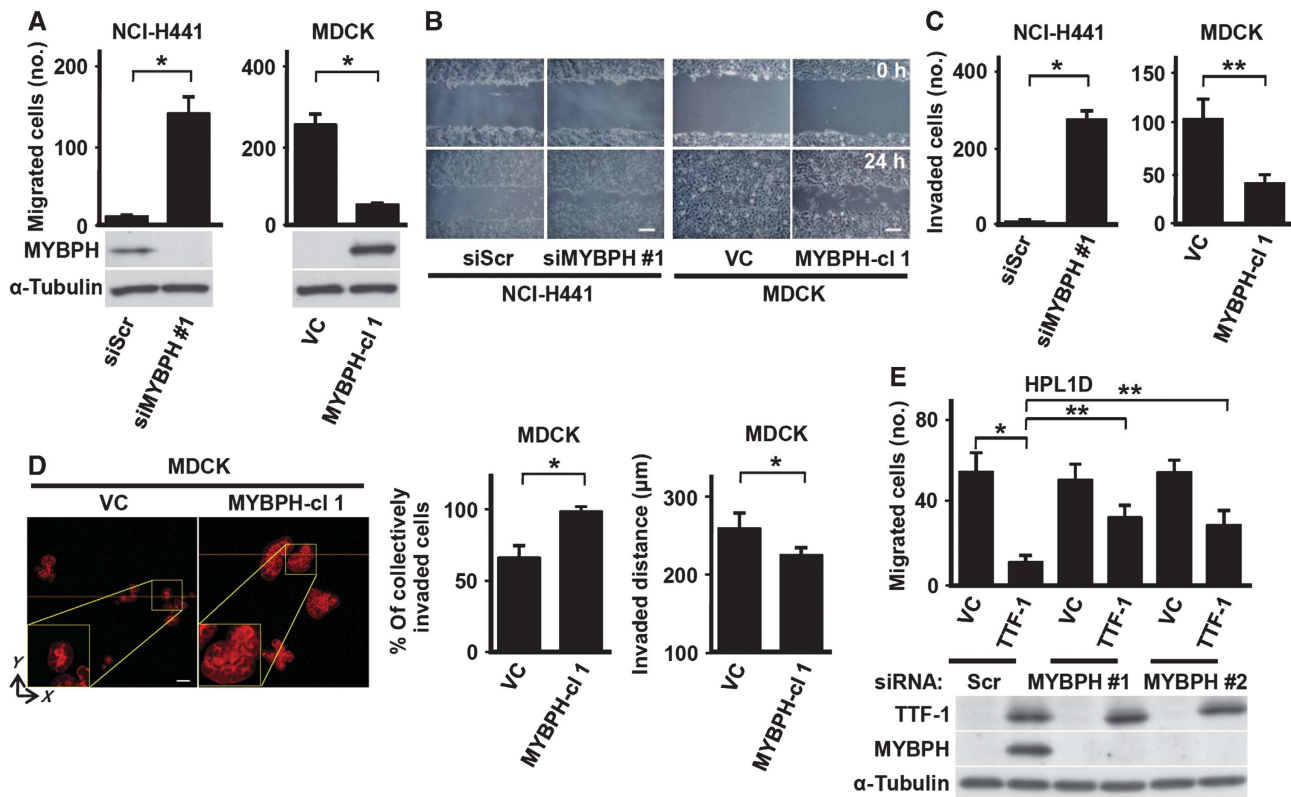 A
NCI-H441
MDCK
Migrated cells (no.)
200
150
100
50
0
*
400
200
0
*
MYBPH
α-Tubulin
siScr
siMYBPH #1
VC
MYBPH-cl 1
B
0 h
24 h
siScr
siMYBPH #1
VC
MYBPH-cl 1
NCI-H441
MDCK
C
NCI-H441
MDCK
Invaded cells (no.)
400
200
0
*
150
100
50
0
**
siScr
siMYBPH #1
VC
MYBPH-cl 1
D
MDCK
VC
MYBPH-cl 1
Y
X
MDCK
% Of collectively
invaded cells
100
50
0
*
VC
MYBPH-cl 1
MDCK
Invaded distance (µm)
300
200
100
*
VC
MYBPH-cl 1
E
HPL1D
Migrated cells (no.)
80
40
0
*
**
**
VC
TTF-1
VC
TTF-1
VC
TTF-1
siRNA: Scr MYBPH #1 MYBPH #2
TTF-1
MYBPH
α-Tubulin